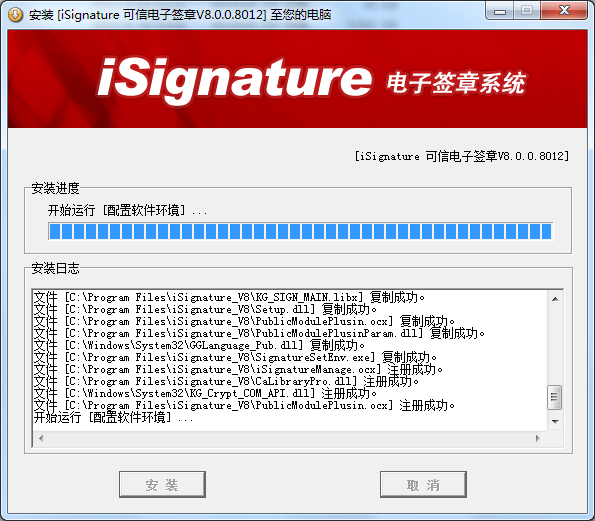 安装 [iSignature 可信电子签章V8.0.0.8012] 至您的电脑
iSignature 电子签章系统
[iSignature 可信电子签章V8.0.0.8012]
安装进度
开始运行 [配置软件环境] ...
安装日志
文件 [C:\Program Files\iSignature_V8\KG_SIGN_MAIN.libx] 复制成功。
文件 [C:\Program Files\iSignature_V8\Setup.dll] 复制成功。
文件 [C:\Program Files\iSignature_V8\PublicModulePlusin.ocx] 复制成功。
文件 [C:\Program Files\iSignature_V8\PublicModulePlusinParam.dll] 复制成功。
文件 [C:\Windows\System32\GGLanguage_Pub.dll] 复制成功。
文件 [C:\Program Files\iSignature_V8\SignatureSetEnv.exe] 复制成功。
文件 [C:\Program Files\iSignature_V8\iSignatureManage.ocx] 注册成功。
文件 [C:\Program Files\iSignature_V8\CaLibraryPro.dll] 注册成功。
文件 [C:\Windows\System32\KG_Crypt_COM_API.dll] 注册成功。
文件 [C:\Program Files\iSignature_V8\PublicModulePlusin.ocx] 注册成功。
开始运行 [配置软件环境] ...
安 装
取 消